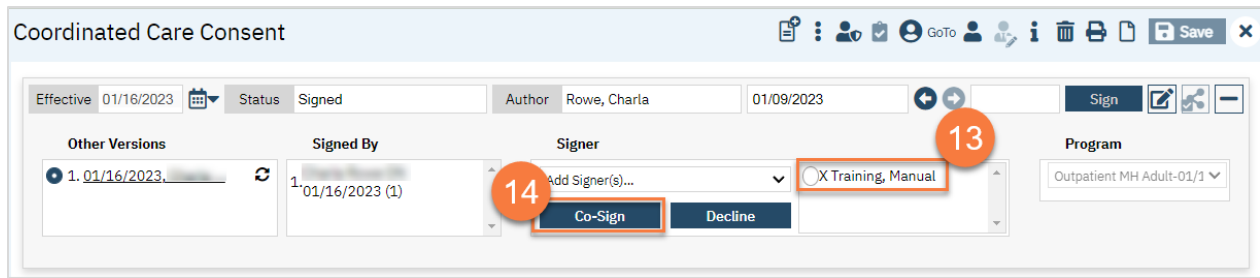 Coordinated Care Consent
GoTo
Save
Effective 01/16/2023 Status Signed Author Rowe, Charla 01/09/2023 Sign
13
Other Versions Signed By Signer Program
1. 01/16/2023,
1.
01/16/2023 (1)
14
Add Signer(s)...
X Training, Manual
Outpatient MH Adult-01/1
Co-Sign Decline